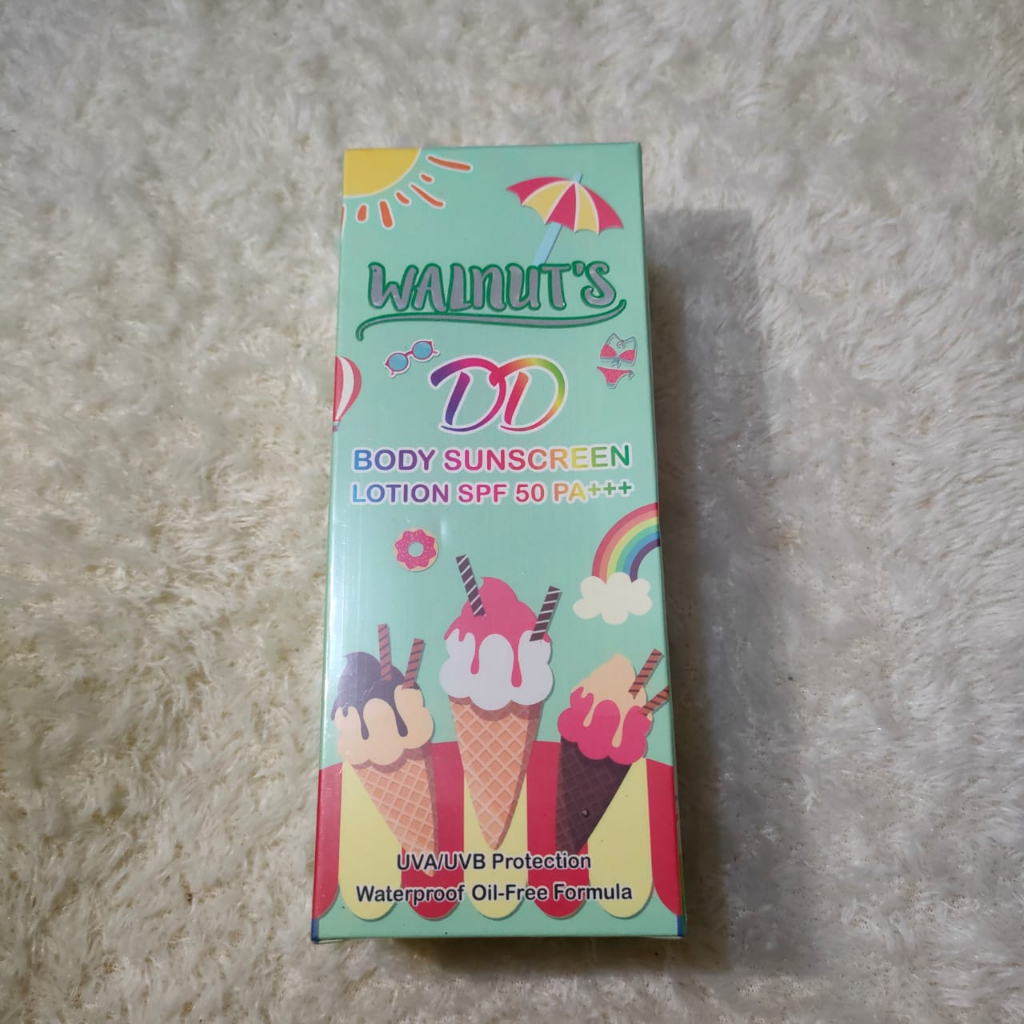 WALNUT'S
DD
BODY SUNSCREEN
LOTION SPF 50 PA+++
UVA/UVB Protection
Waterproof Oil-Free Formula